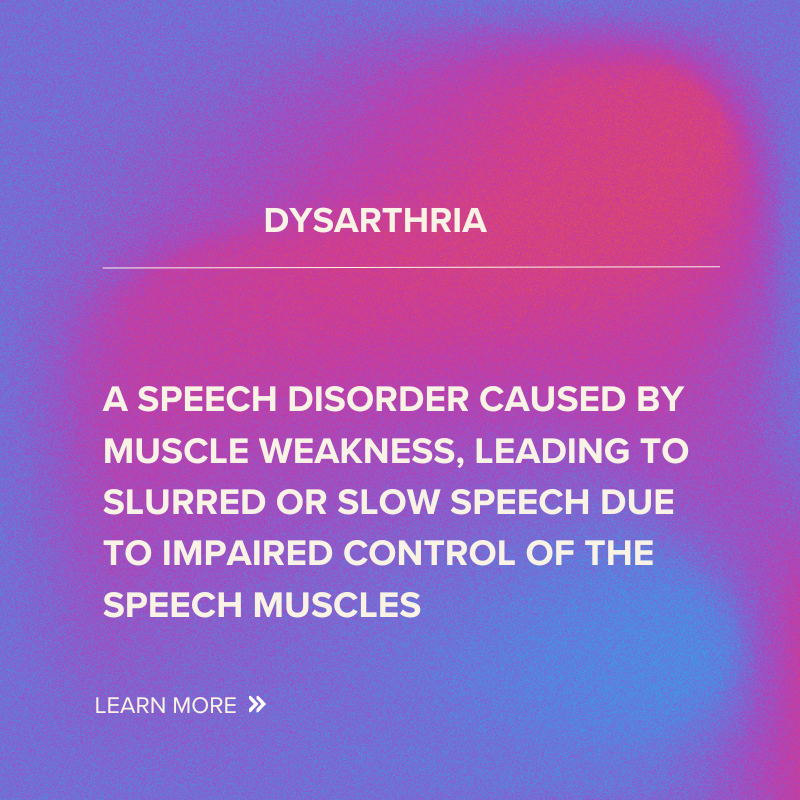 DYSARTHRIA
A SPEECH DISORDER CAUSED BY
MUSCLE WEAKNESS, LEADING TO
SLURRED OR SLOW SPEECH DUE
TO IMPAIRED CONTROL OF THE
SPEECH MUSCLES
LEARN MORE »